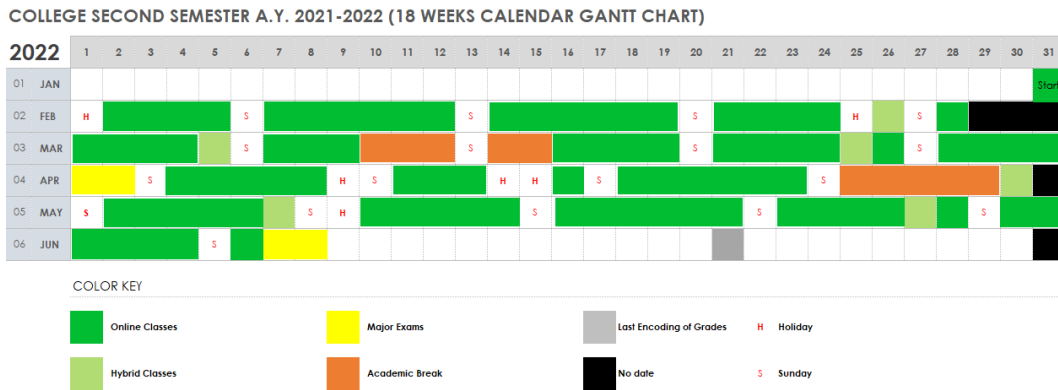 COLLEGE SECOND SEMESTER A.Y. 2021-2022 (18 WEEKS CALENDAR GANTT CHART)
2022 1 2 3 4 5 6 7 8 9 10 11 12 13 14 15 16 17 18 19 20 21 22 23 24 25 26 27 28 29 30 31
01 JAN Start
02 FEB H S S S H S
03 MAR S S S S
04 APR S H S H H S S
05 MAY S S H S S S
06 JUN S
COLOR KEY
Online Classes Major Exams Last Encoding of Grades H Holiday
Hybrid Classes Academic Break No date S Sunday